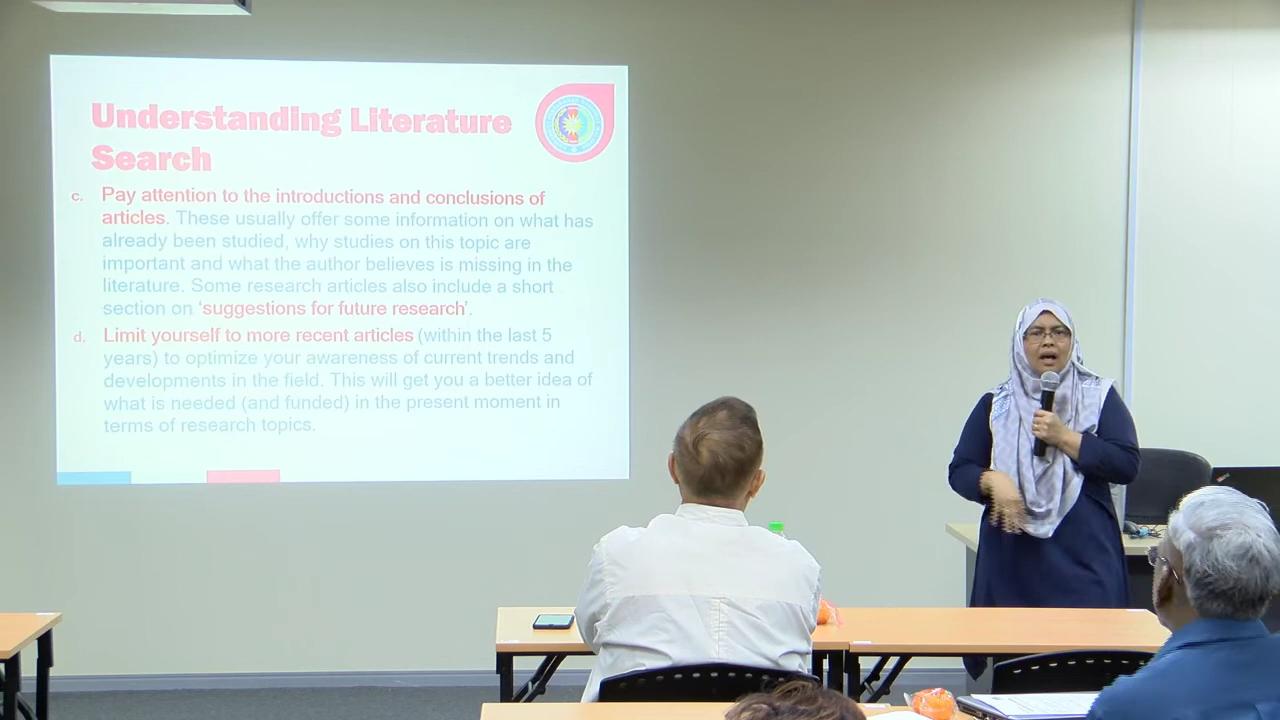 Understanding Literature
Search
c. Pay attention to the introductions and conclusions of
articles. These usually offer some information on what has
already been studied, why studies on this topic are
important and what the author believes is missing in the
literature. Some research articles also include a short
section on ‘suggestions for future research’.
d. Limit yourself to more recent articles (within the last 5
years) to optimize your awareness of current trends and
developments in the field. This will get you a better idea of
what is needed (and funded) in the present moment in
terms of research topics.